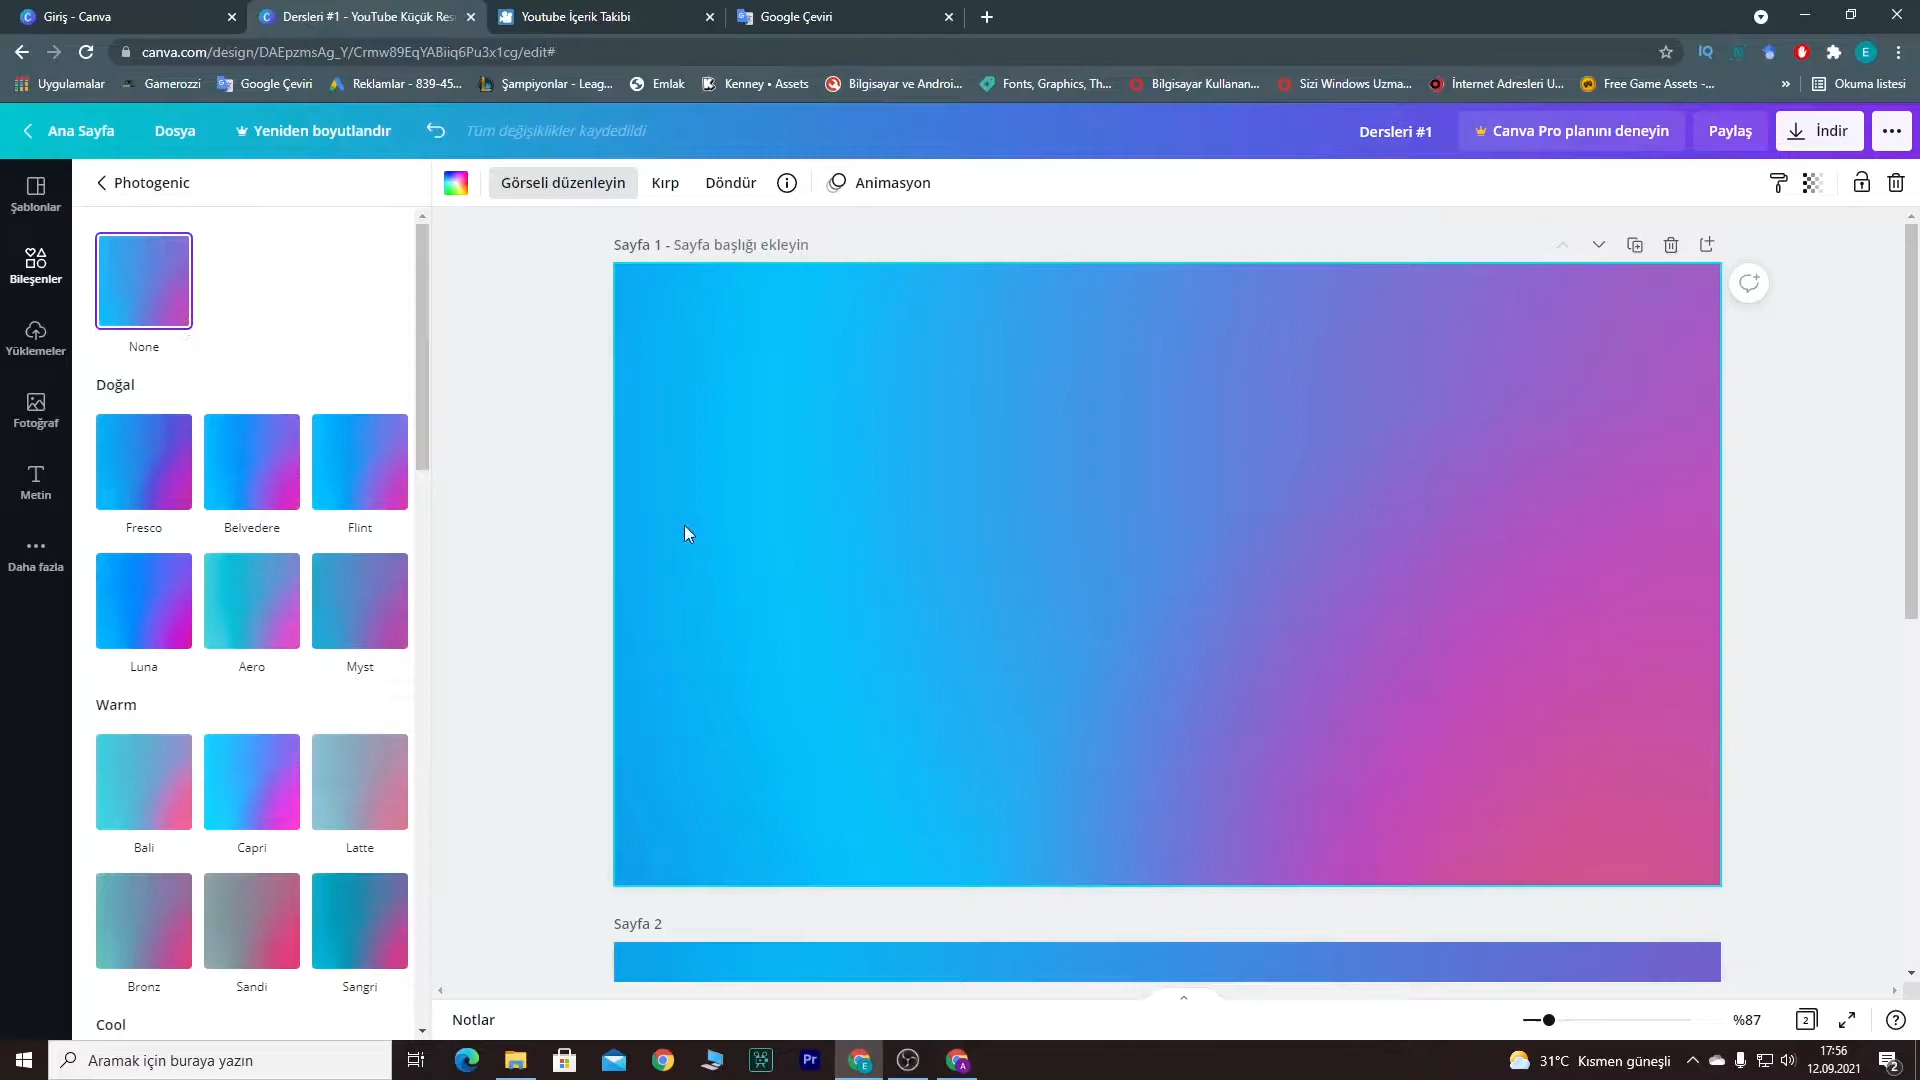 Giriş - Canva
Dersleri #1 - YouTube Küçük Res
Youtube İçerik Takibi
Google Çeviri
canva.com/design/DAEpzmsAg_Y/Crmw89EqYABiiq6Pu3x1cg/edit#
Uygulamalar
Gamerozzi
Google Çeviri
Reklamlar - 839-45...
Şampiyonlar - Leag...
Emlak
Kenney • Assets
Bilgisayar ve Androi...
Fonts, Graphics, Th...
Bilgisayar Kullanan...
Sizi Windows Uzma...
İnternet Adresleri U...
Free Game Assets -...
»
Okuma listesi
Ana Sayfa
Dosya
Yeniden boyutlandır
Tüm değişiklikler kaydedildi
Dersleri #1
Canva Pro planını deneyin
Paylaş
İndir
Şablonlar
Bileşenler
Yüklemeler
Fotoğraf
Metin
Daha fazla
Photogenic
None
Doğal
Fresco
Belvedere
Flint
Luna
Aero
Myst
Warm
Bali
Capri
Latte
Bronz
Sandi
Sangri
Cool
Görseli düzenleyin
Kırp
Döndür
Animasyon
Sayfa 1 - Sayfa başlığı ekleyin
Sayfa 2
Notlar
%87
2
Aramak için buraya yazın
31°C Kısmen güneşli
17:56
12.09.2021
2